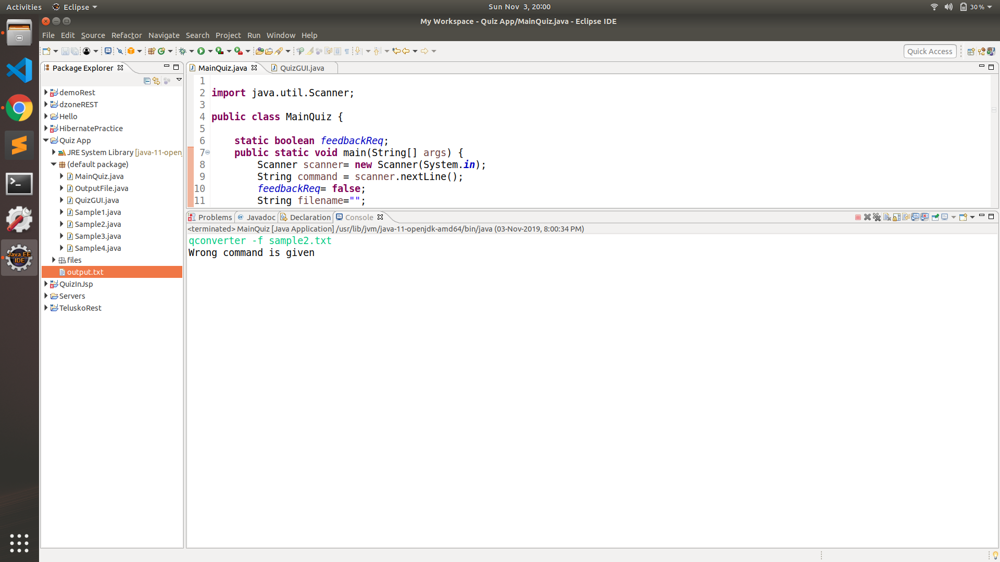 Activities Eclipse Sun Nov 3, 20:00 30%
My Workspace - Quiz App/MainQuiz.java - Eclipse IDE
File Edit Source Refactor Navigate Search Project Run Window Help
Quick Access
Package Explorer
demoRest
dzoneREST
Hello
HibernatePractice
Quiz App
JRE System Library [java-11-openj
(default package)
MainQuiz.java
OutputFile.java
QuizGUI.java
Sample1.java
Sample2.java
Sample3.java
Sample4.java
files
output.txt
QuizInJsp
Servers
TeluskoRest
MainQuiz.java QuizGUI.java
1
2 import java.util.Scanner;
3
4 public class MainQuiz {
5
6 static boolean feedbackReq;
7 public static void main(String[] args) {
8 Scanner scanner= new Scanner(System.in);
9 String command = scanner.nextLine();
10 feedbackReq= false;
11 String filename="";
Problems @ Javadoc Declaration Console
<terminated> MainQuiz [Java Application] /usr/lib/jvm/java-11-openjdk-amd64/bin/java (03-Nov-2019, 8:00:34 PM)
qconverter -f sample2.txt
Wrong command is given
Java EE
IDE